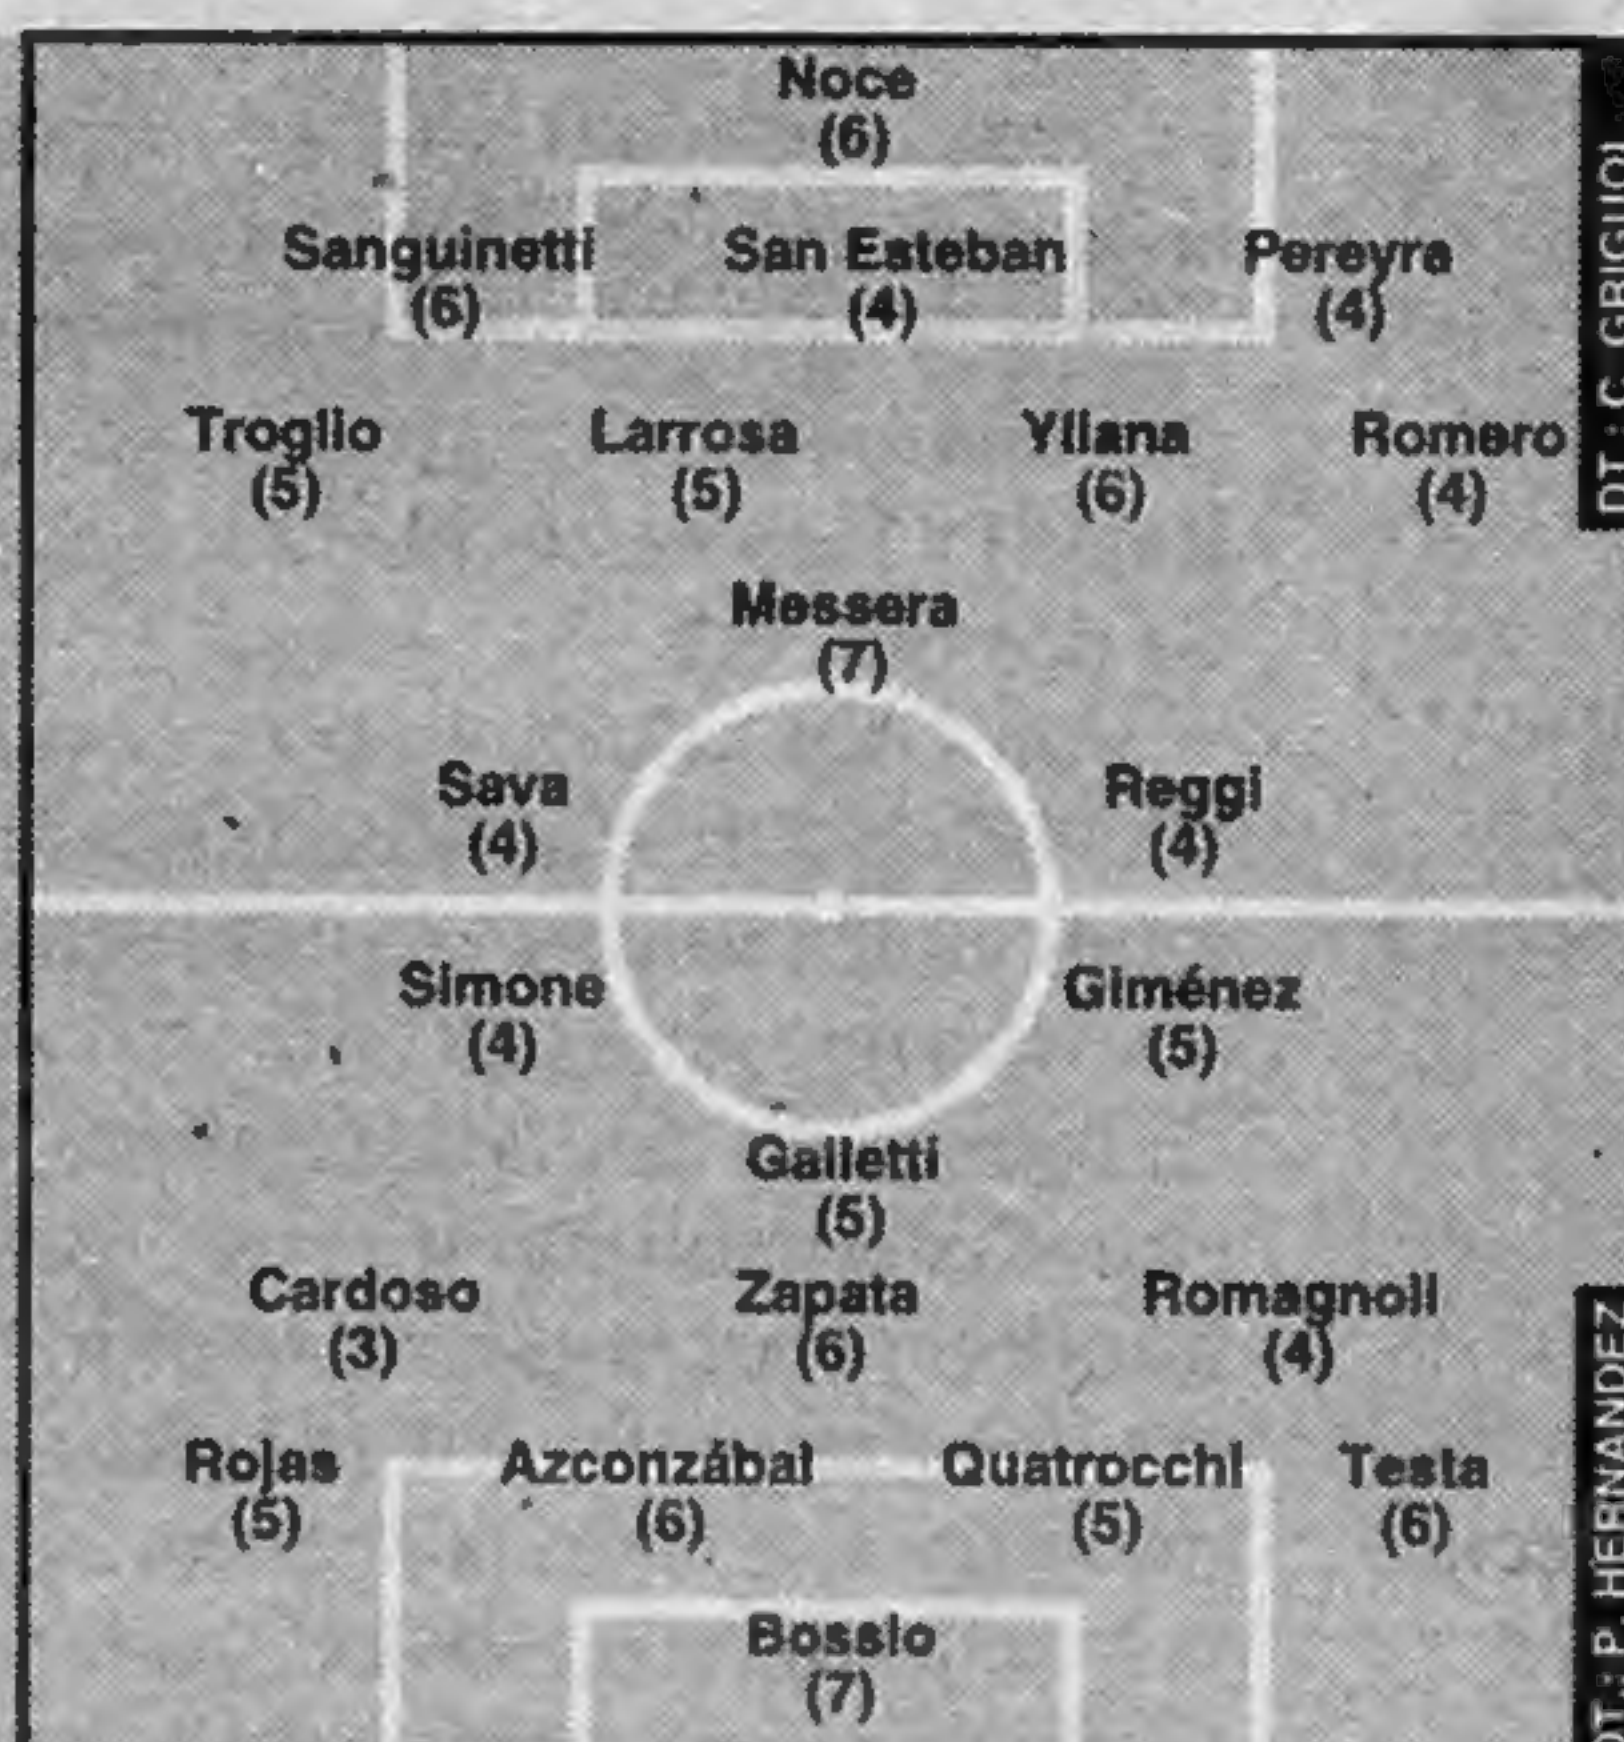 Noce
(6)
Sanguinetti San Esteban Pereyra
(6) (4) (4)
Troglio Larrosa Yllana Romero
(5) (5) (6) (4)
Messera
(7)
Sava Reggi
(4) (4)
Simone Giménez
(4) (5)
Galletti
(5)
Cardoso Zapata Romagnoli
(3) (6) (4)
Rojas Azconzábal Quatrocchi Testa
(5) (6) (5) (6)
Bossio
(7)
DT.: C. GRIGUOL
DT.: P. HERNANDEZ